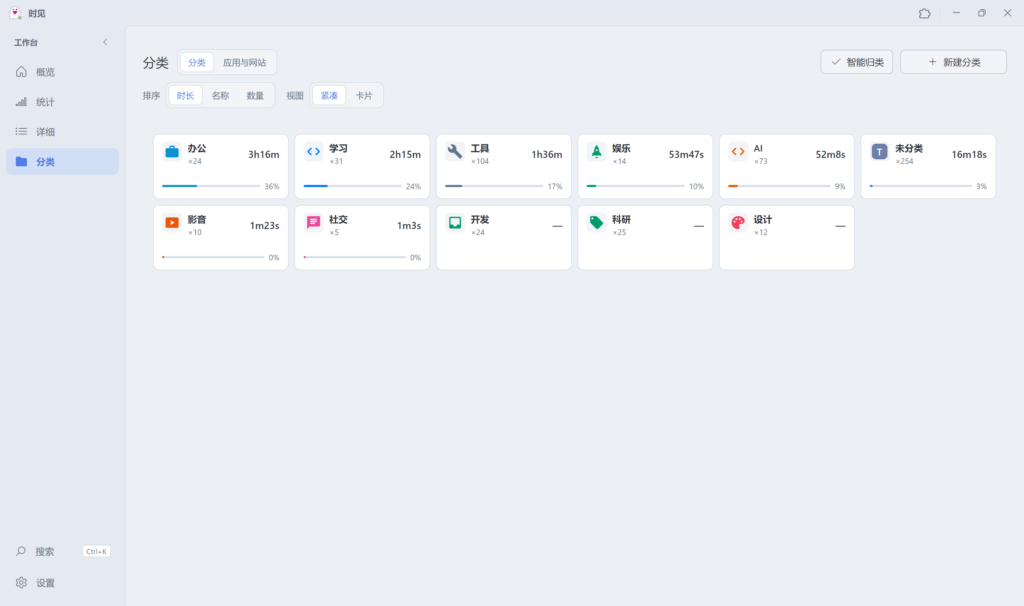 时见
工作台
概览
统计
详细
分类
搜索 Ctrl+K
设置
分类 分类 应用与网站
智能归类 新建分类
排序 时长 名称 数量 视图 紧凑 卡片
办公 ×24 3h16m 36%
学习 ×31 2h15m 24%
工具 ×104 1h36m 17%
娱乐 ×14 53m47s 10%
AI ×73 52m8s 9%
T 未分类 ×254 16m18s 3%
影音 ×10 1m23s 0%
社交 ×5 1m3s 0%
开发 ×24 —
科研 ×25 —
设计 ×12 —